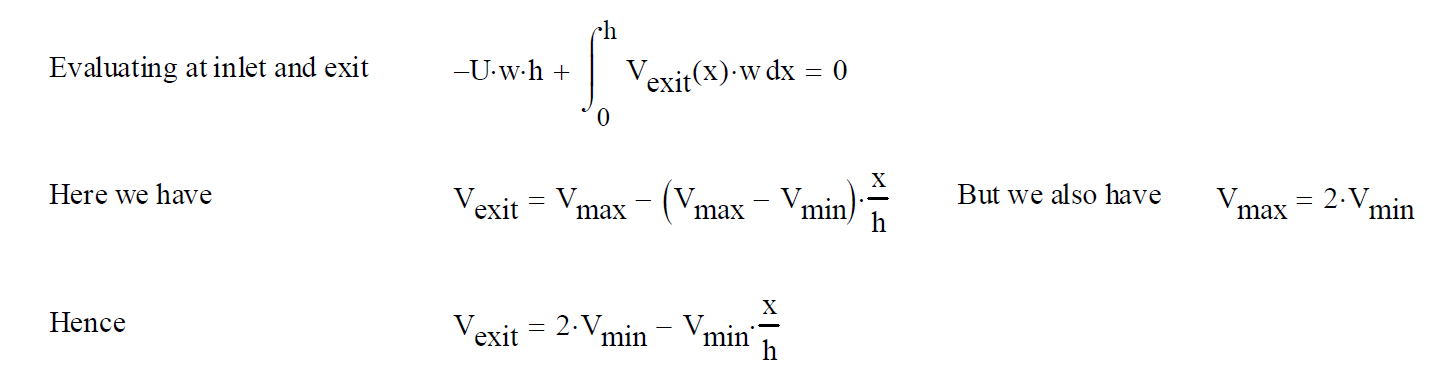 Evaluating at inlet and exit −U·w·h + ∫₀ʰ V_exit(x)·w dx = 0
Here we have V_exit = V_max − (V_max − V_min)·x/h But we also have V_max = 2·V_min
Hence V_exit = 2·V_min − V_min·x/h